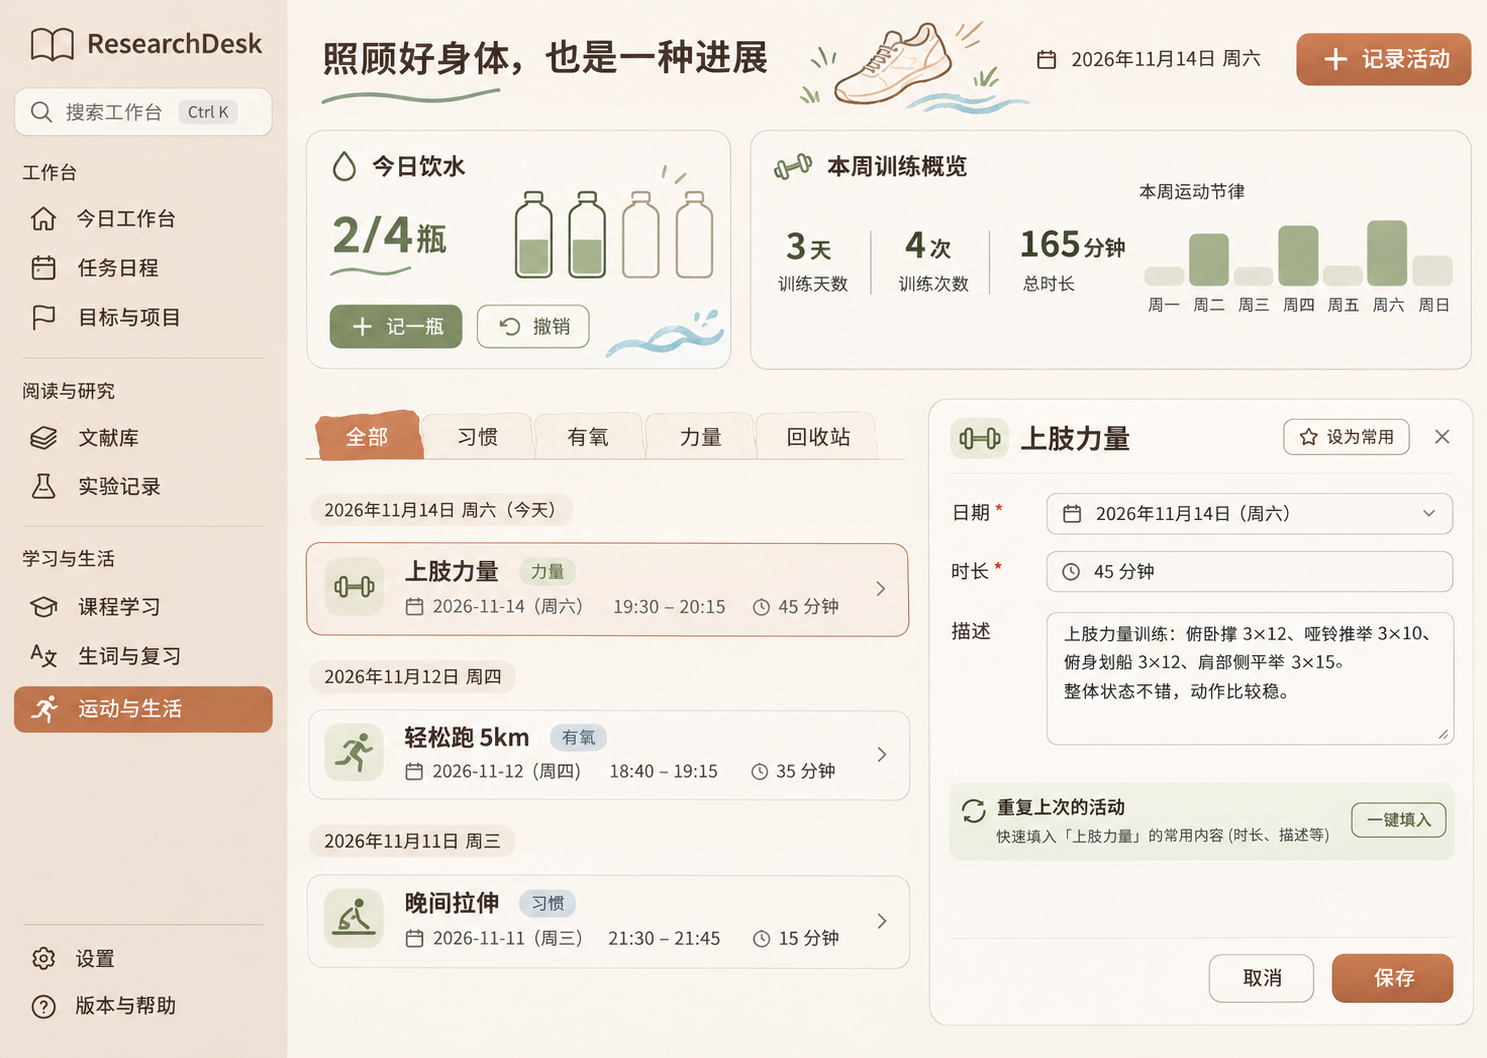 ResearchDesk
搜索工作台 Ctrl K
工作台
今日工作台
任务日程
目标与项目
阅读与研究
文献库
实验记录
学习与生活
课程学习
生词与复习
运动与生活
设置
版本与帮助
照顾好身体，也是一种进展
2026年11月14日 周六
记录活动
今日饮水
2/4瓶
记一瓶 撤销
本周训练概览
3天
训练天数
4次
训练次数
165分钟
总时长
本周运动节律
周一 周二 周三 周四 周五 周六 周日
全部 习惯 有氧 力量 回收站
2026年11月14日 周六（今天）
上肢力量 力量
2026-11-14（周六） 19:30 – 20:15 45 分钟
2026年11月12日 周四
轻松跑 5km 有氧
2026-11-12（周四） 18:40 – 19:15 35 分钟
2026年11月11日 周三
晚间拉伸 习惯
2026-11-11（周三） 21:30 – 21:45 15 分钟
上肢力量 设为常用
日期 * 2026年11月14日（周六）
时长 * 45 分钟
描述
上肢力量训练：俯卧撑 3×12、哑铃推举 3×10、
俯身划船 3×12、肩部侧平举 3×15。
整体状态不错，动作比较稳。
重复上次的活动
快速填入「上肢力量」的常用内容 (时长、描述等)
一键填入
取消 保存